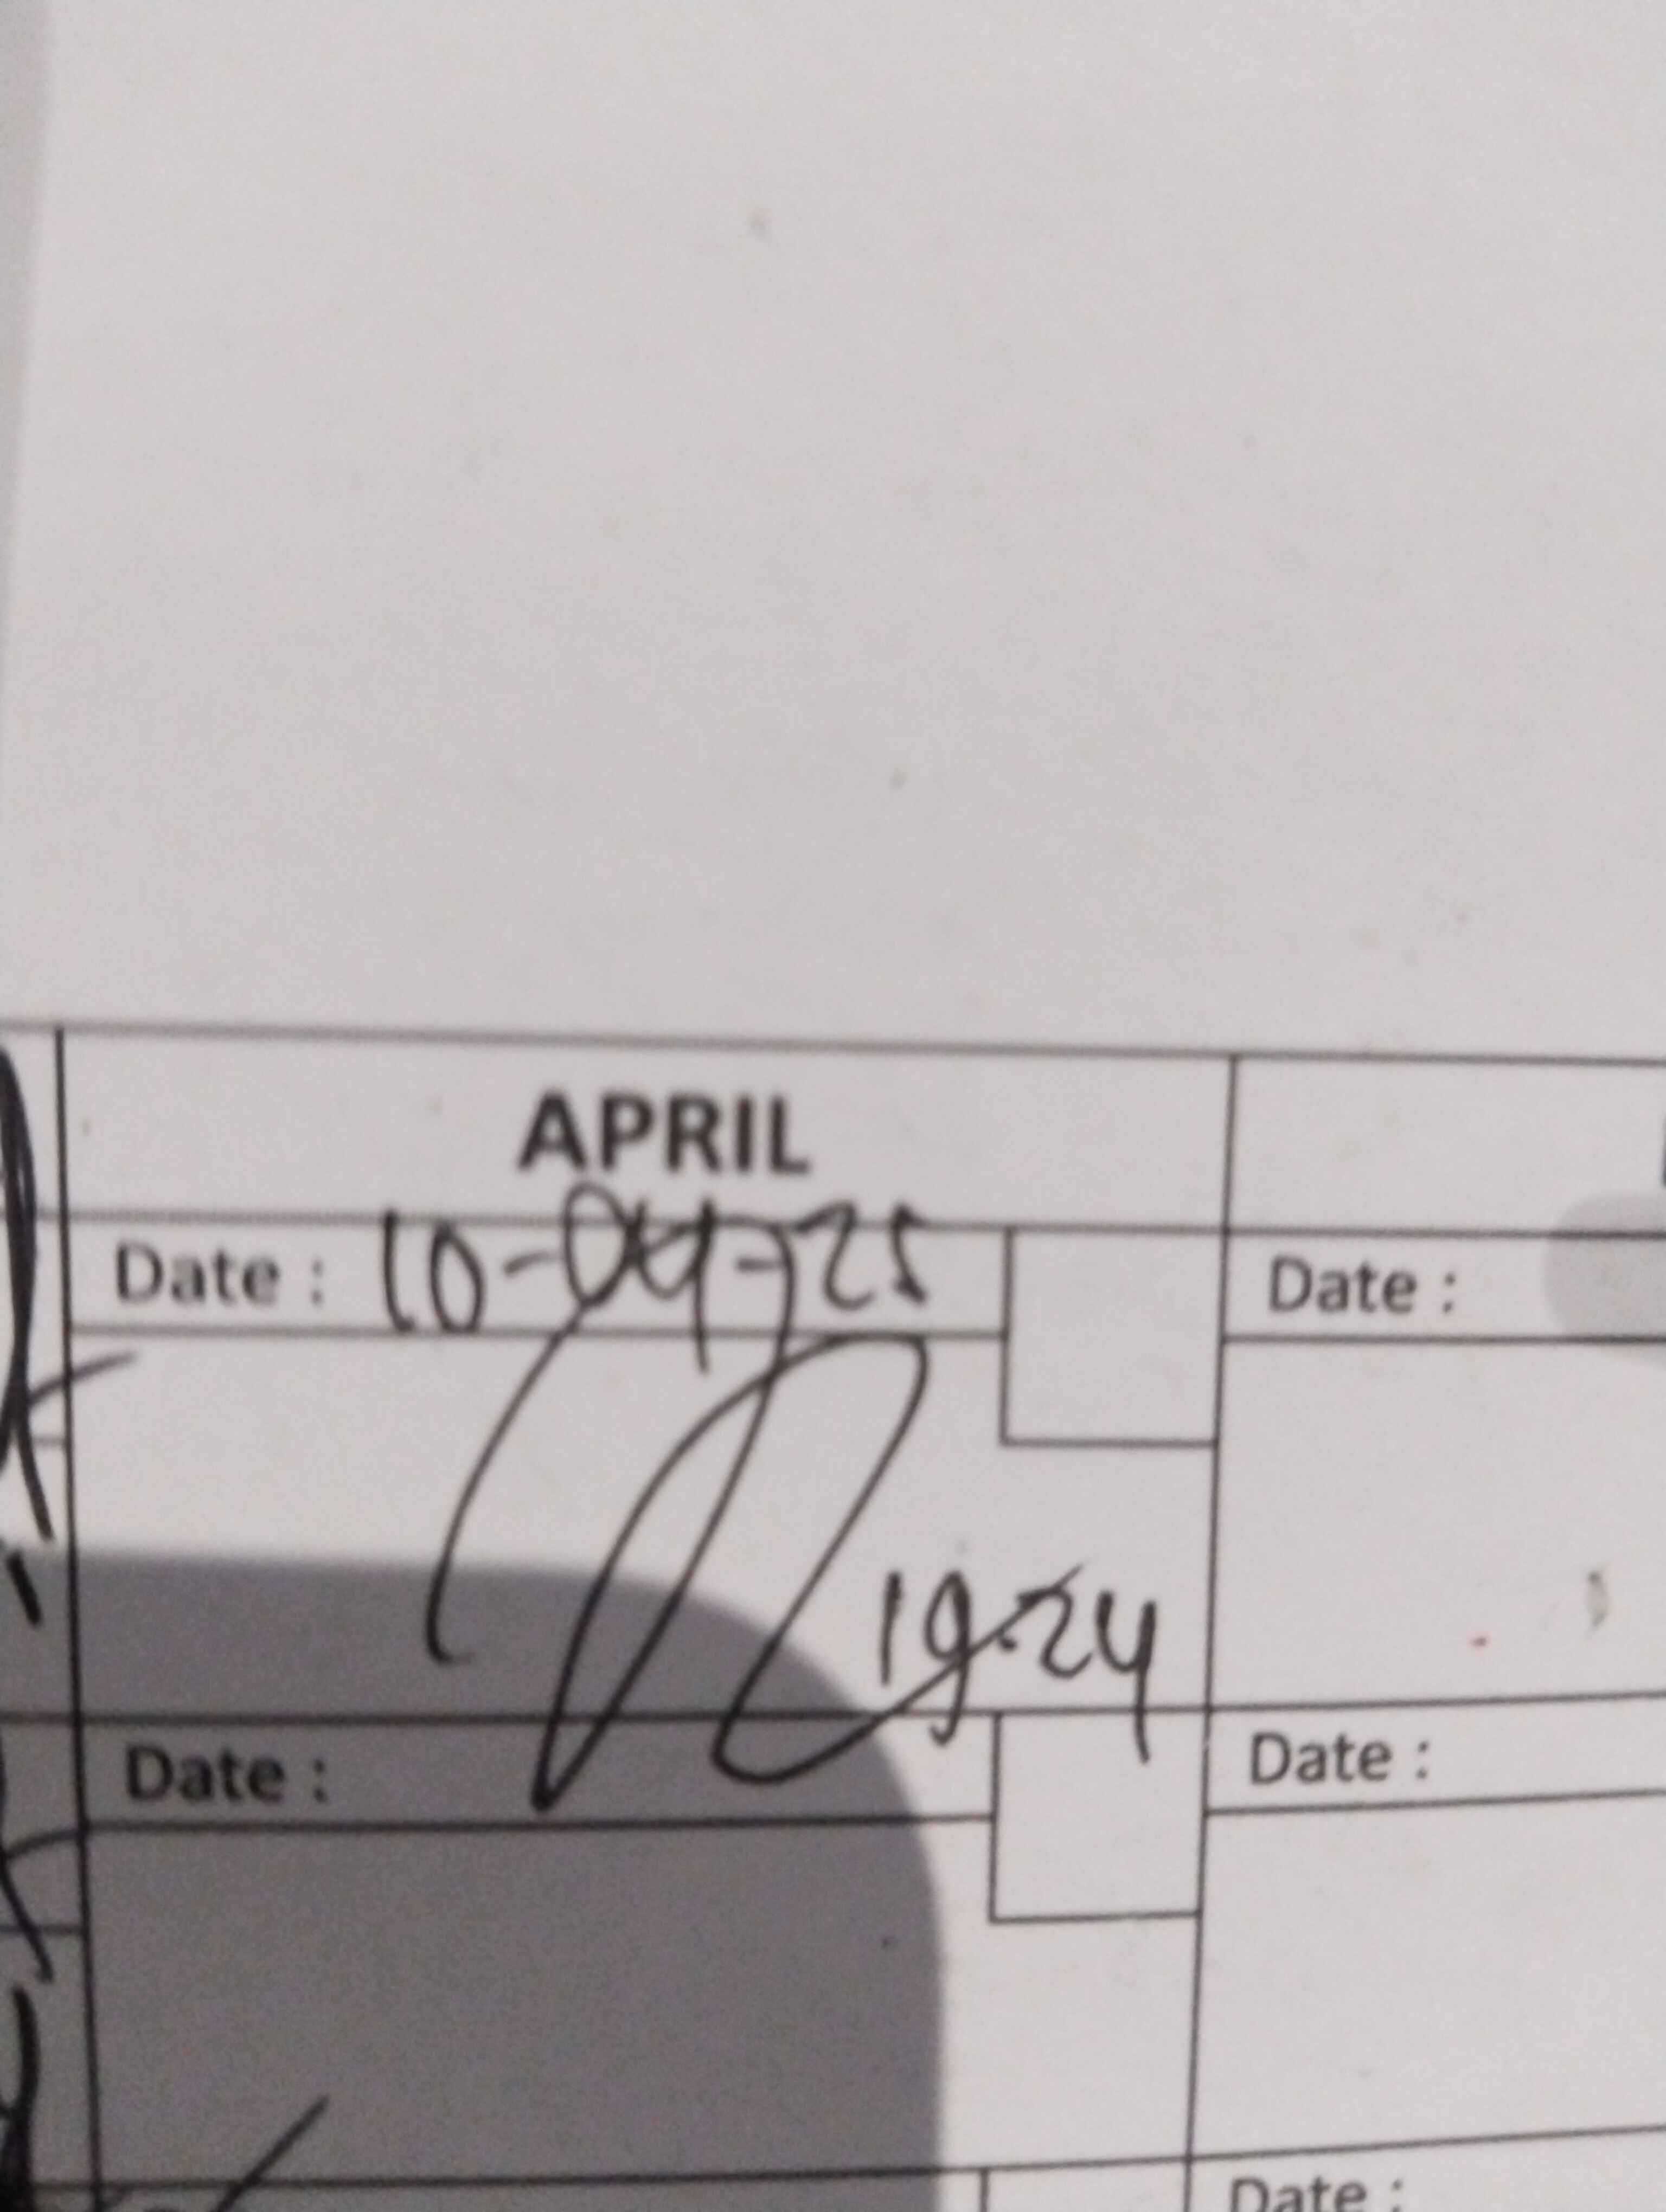 APRIL
Date : 10-04-25
Date :
19.24
Date :
Date :
Date :